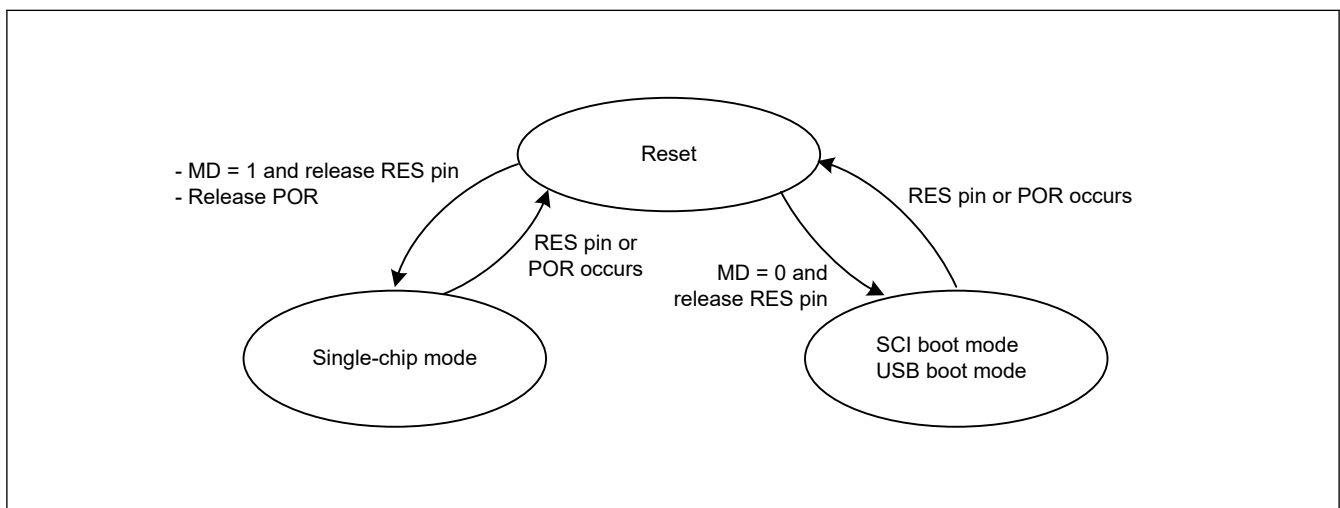 Reset
- MD = 1 and release RES pin
- Release POR
RES pin or POR occurs
RES pin or
POR occurs
MD = 0 and
release RES pin
Single-chip mode
SCI boot mode
USB boot mode